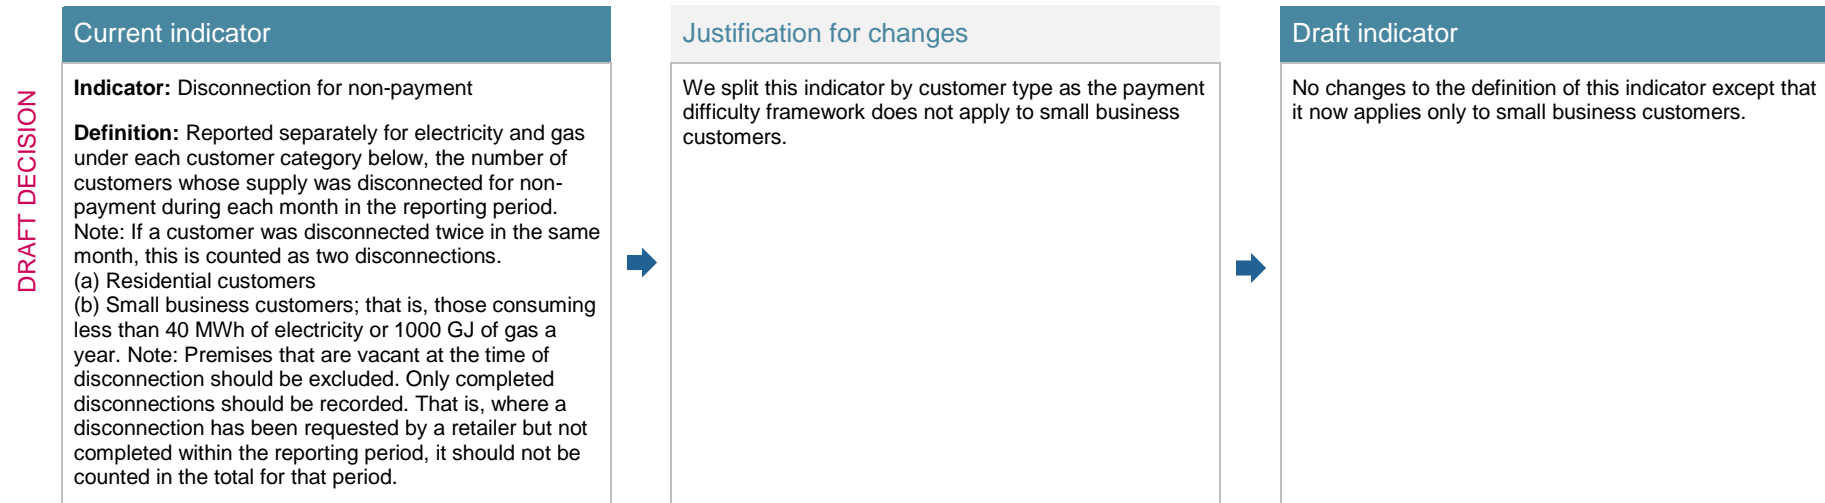 DRAFT DECISION
Current indicator
Indicator: Disconnection for non-payment
Definition: Reported separately for electricity and gas
under each customer category below, the number of
customers whose supply was disconnected for non-
payment during each month in the reporting period.
Note: If a customer was disconnected twice in the same
month, this is counted as two disconnections.
(a) Residential customers
(b) Small business customers; that is, those consuming
less than 40 MWh of electricity or 1000 GJ of gas a
year. Note: Premises that are vacant at the time of
disconnection should be excluded. Only completed
disconnections should be recorded. That is, where a
disconnection has been requested by a retailer but not
completed within the reporting period, it should not be
counted in the total for that period.
Justification for changes
We split this indicator by customer type as the payment
difficulty framework does not apply to small business
customers.
Draft indicator
No changes to the definition of this indicator except that
it now applies only to small business customers.